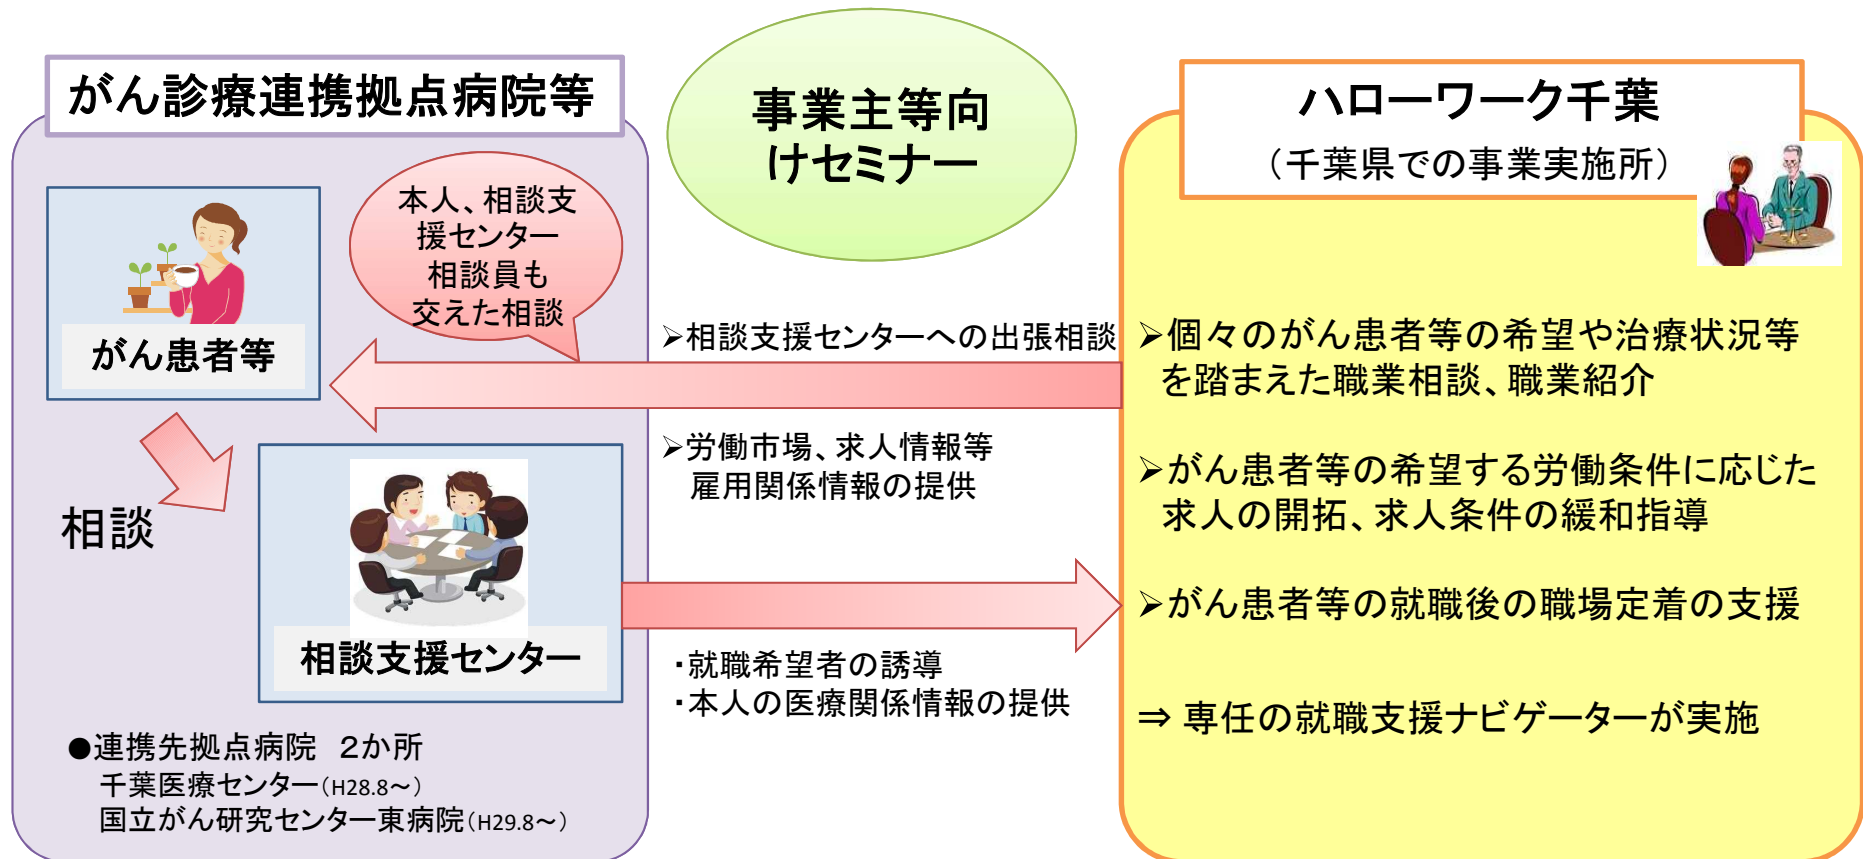 がん診療連携拠点病院等
本人、相談支
援センター
相談員も
交えた相談
がん患者等
相談
相談支援センター
●連携先拠点病院　２か所
千葉医療センター（H28.8～）
国立がん研究センター東病院（H29.8～）
事業主等向
けセミナー
➢相談支援センターへの出張相談
➢労働市場、求人情報等
雇用関係情報の提供
・就職希望者の誘導
・本人の医療関係情報の提供
ハローワーク千葉
（千葉県での事業実施所）
➢個々のがん患者等の希望や治療状況等
を踏まえた職業相談、職業紹介
➢がん患者等の希望する労働条件に応じた
求人の開拓、求人条件の緩和指導
➢がん患者等の就職後の職場定着の支援
⇒ 専任の就職支援ナビゲーターが実施